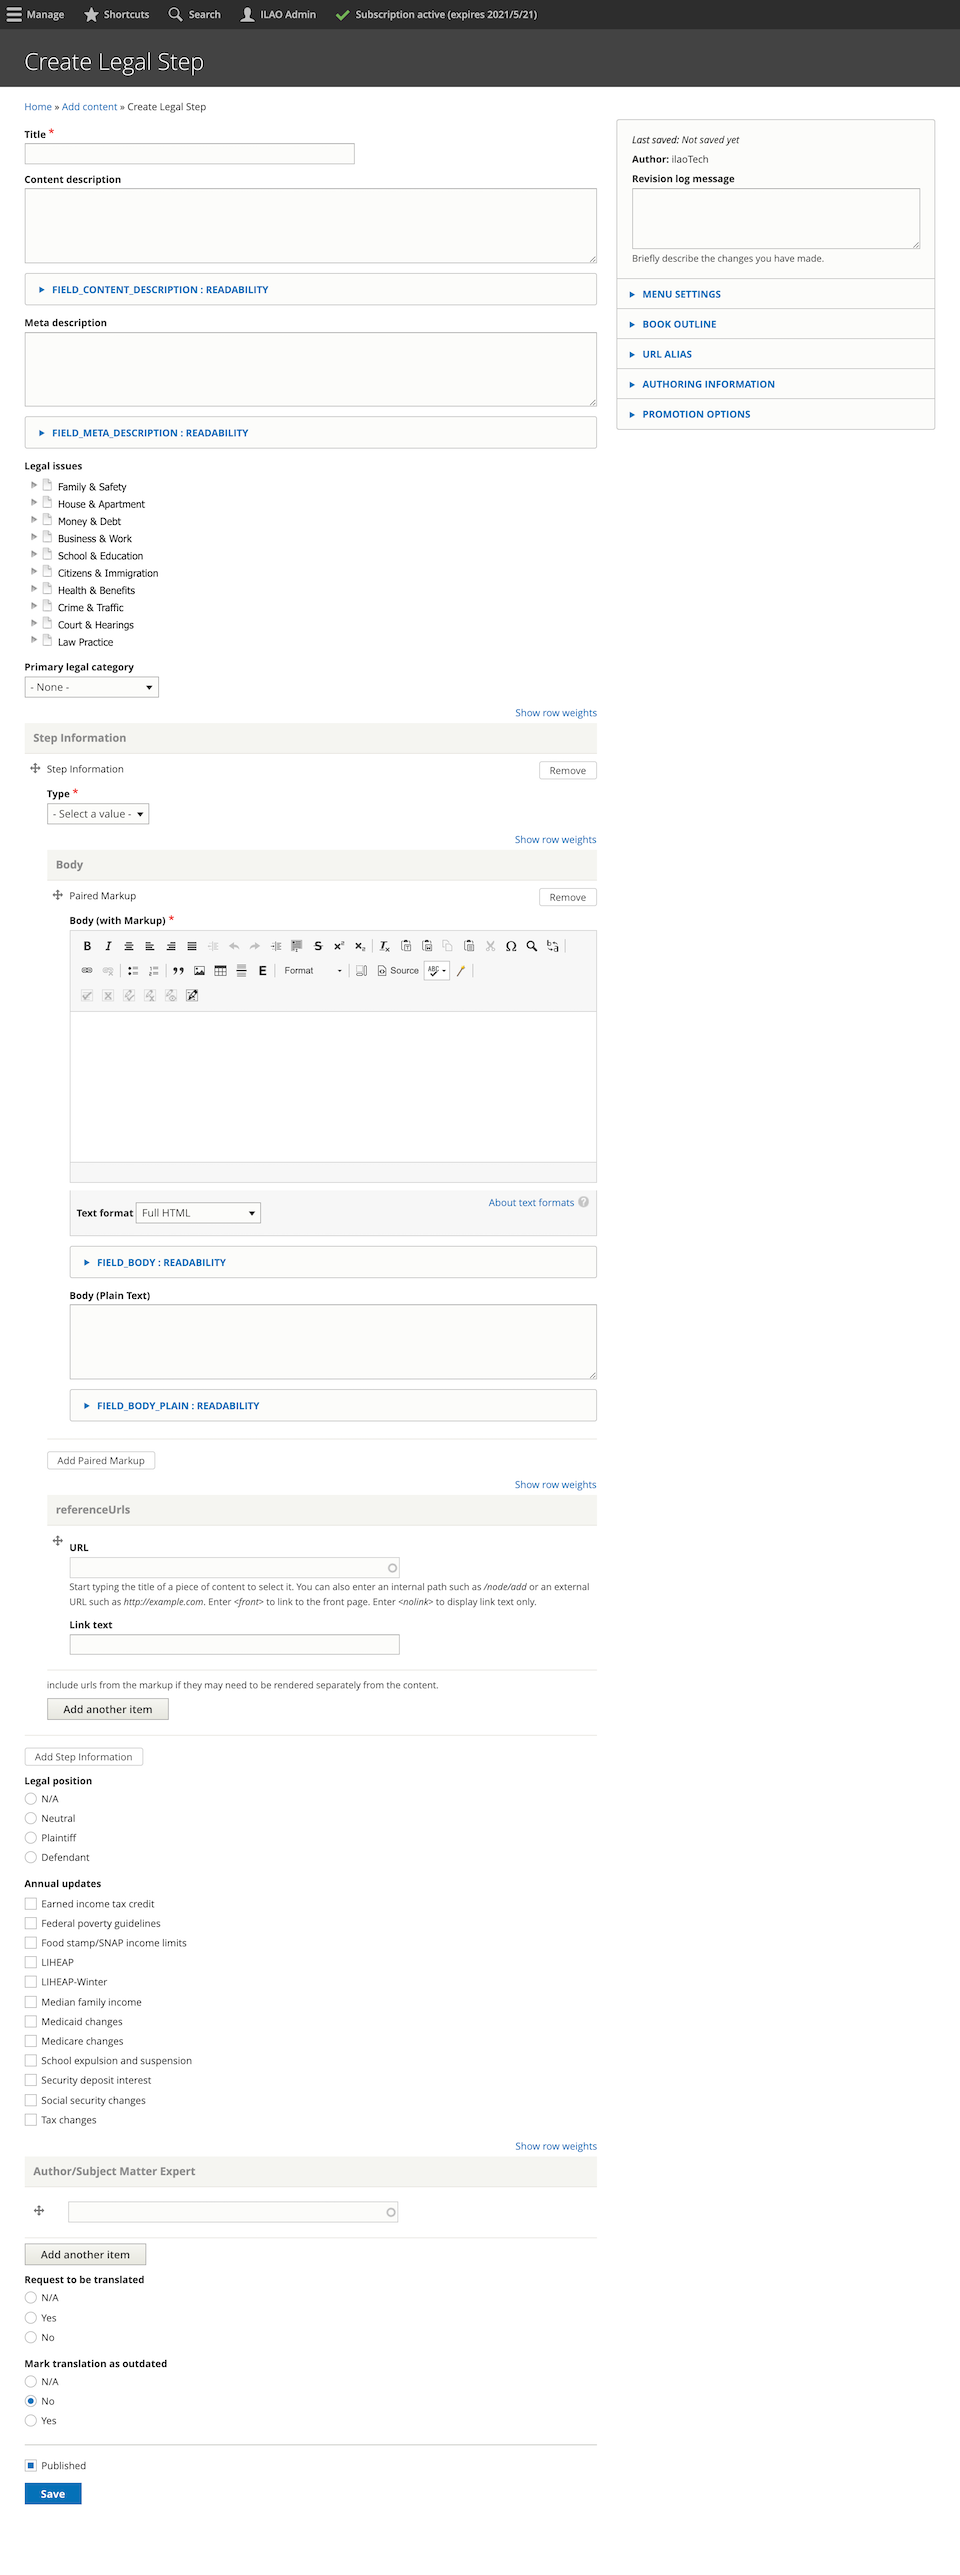 Manage Shortcuts Search ILAO Admin Subscription active (expires 2021/5/21)
Create Legal Step
Home » Add content » Create Legal Step
Title *
Content description
FIELD_CONTENT_DESCRIPTION : READABILITY
Meta description
FIELD_META_DESCRIPTION : READABILITY
Legal issues
Family & Safety
House & Apartment
Money & Debt
Business & Work
School & Education
Citizens & Immigration
Health & Benefits
Crime & Traffic
Court & Hearings
Law Practice
Primary legal category
- None -
Show row weights
Step Information
Step Information
Remove
Type *
- Select a value -
Show row weights
Body
Paired Markup
Remove
Body (with Markup) *
Format Source
About text formats
Text format Full HTML
FIELD_BODY : READABILITY
Body (Plain Text)
FIELD_BODY_PLAIN : READABILITY
Add Paired Markup
Show row weights
referenceUrls
URL
Start typing the title of a piece of content to select it. You can also enter an internal path such as /node/add or an external
URL such as http://example.com. Enter <front> to link to the front page. Enter <nolink> to display link text only.
Link text
include urls from the markup if they may need to be rendered separately from the content.
Add another item
Add Step Information
Legal position
N/A
Neutral
Plaintiff
Defendant
Annual updates
Earned income tax credit
Federal poverty guidelines
Food stamp/SNAP income limits
LIHEAP
LIHEAP-Winter
Median family income
Medicaid changes
Medicare changes
School expulsion and suspension
Security deposit interest
Social security changes
Tax changes
Show row weights
Author/Subject Matter Expert
Add another item
Request to be translated
N/A
Yes
No
Mark translation as outdated
N/A
No
Yes
Published
Save
Last saved: Not saved yet
Author: ilaoTech
Revision log message
Briefly describe the changes you have made.
MENU SETTINGS
BOOK OUTLINE
URL ALIAS
AUTHORING INFORMATION
PROMOTION OPTIONS